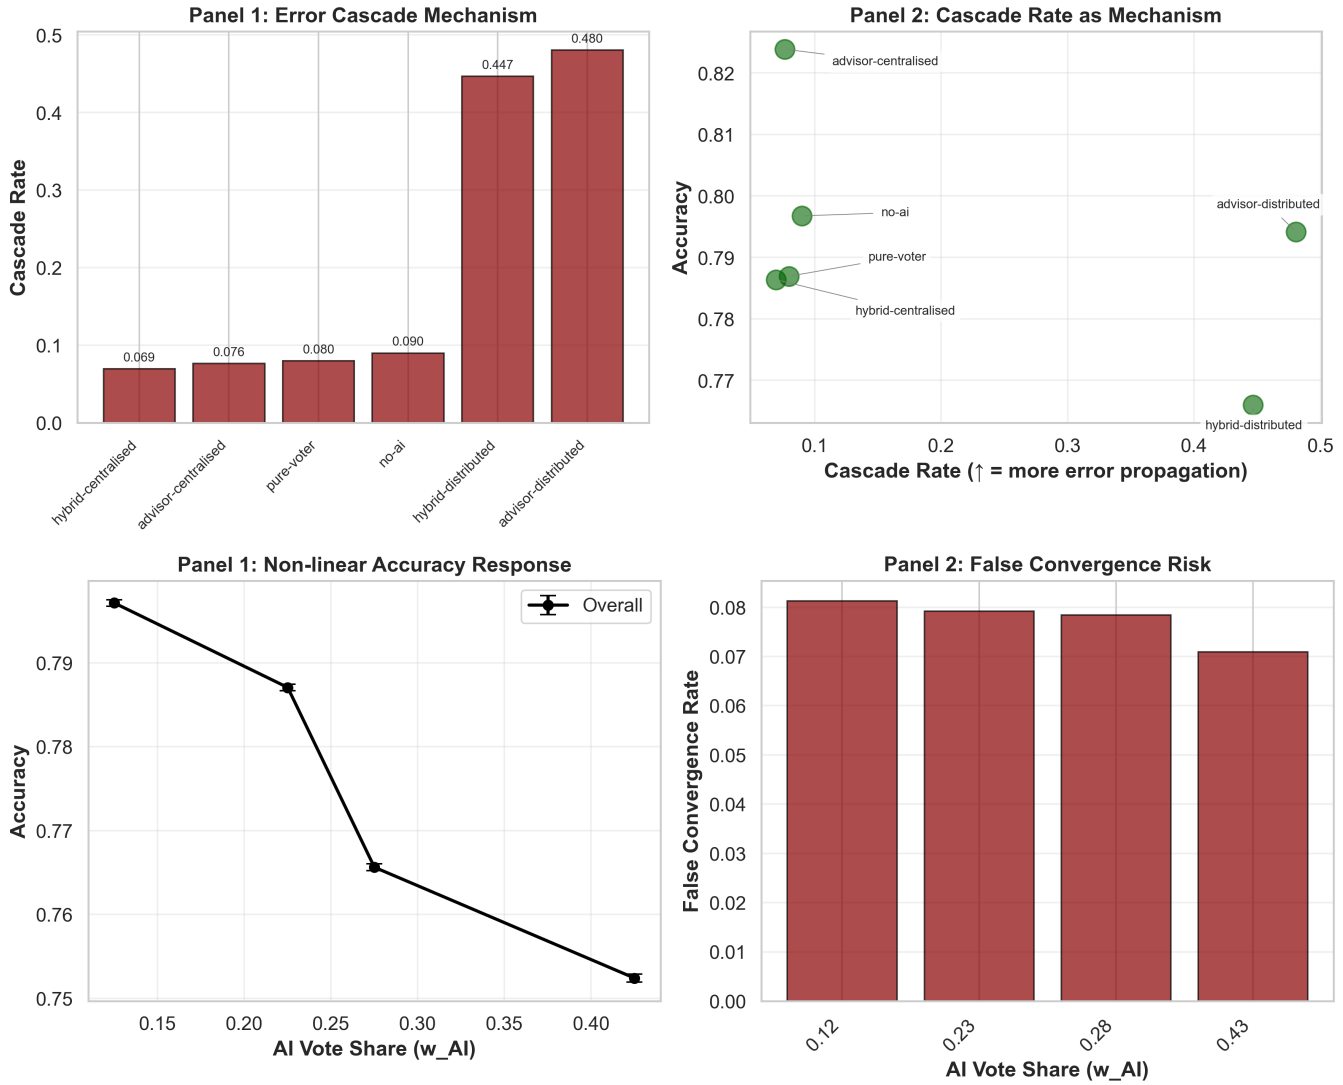 Panel 1: Error Cascade Mechanism
Cascade Rate
0.5
0.4
0.3
0.2
0.1
0.0
0.069
0.076
0.080
0.090
0.447
0.480
hybrid-centralised
advisor-centralised
pure-voter
no-ai
hybrid-distributed
advisor-distributed
Panel 2: Cascade Rate as Mechanism
Accuracy
0.82
0.81
0.80
0.79
0.78
0.77
advisor-centralised
no-ai
advisor-distributed
pure-voter
hybrid-centralised
hybrid-distributed
0.1
0.2
0.3
0.4
0.5
Cascade Rate (↑ = more error propagation)
Panel 1: Non-linear Accuracy Response
Overall
Accuracy
0.79
0.78
0.77
0.76
0.75
0.15
0.20
0.25
0.30
0.35
0.40
AI Vote Share (w_AI)
Panel 2: False Convergence Risk
False Convergence Rate
0.08
0.07
0.06
0.05
0.04
0.03
0.02
0.01
0.00
0.12
0.23
0.28
0.43
AI Vote Share (w_AI)